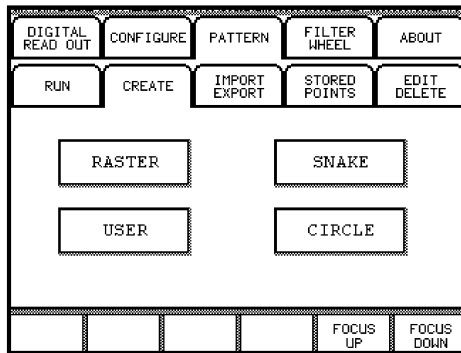 DIGITAL READ OUT
CONFIGURE
PATTERN
FILTER WHEEL
ABOUT
RUN
CREATE
IMPORT EXPORT
STORED POINTS
EDIT DELETE
RASTER
SNAKE
USER
CIRCLE
FOCUS UP
FOCUS DOWN